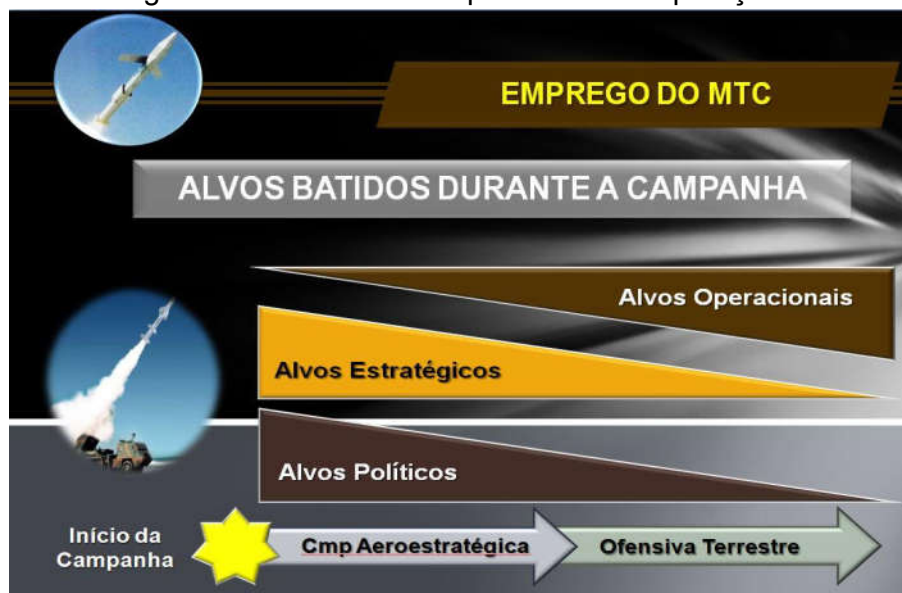 EMPREGO DO MTC
ALVOS BATIDOS DURANTE A CAMPANHA
Alvos Operacionais
Alvos Estratégicos
Alvos Políticos
Início da
Campanha
Cmp Aeroestratégica
Ofensiva Terrestre